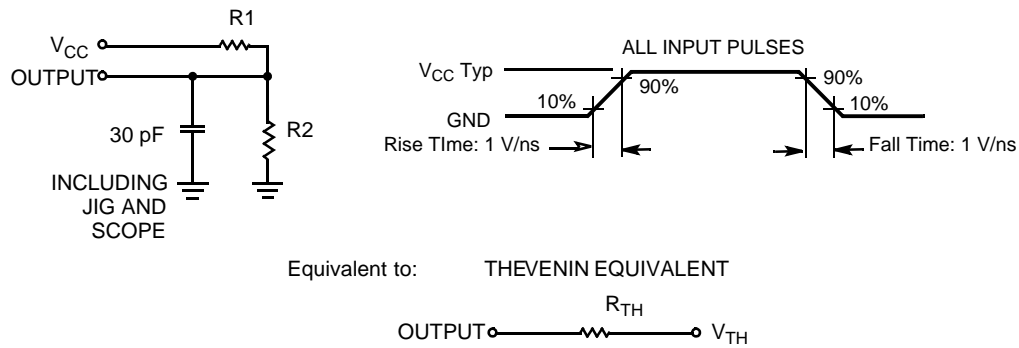 R1
VCC
OUTPUT
30 pF
R2
INCLUDING
JIG AND
SCOPE
ALL INPUT PULSES
VCC Typ
90%
90%
10%
10%
GND
Rise TIme: 1 V/ns
Fall Time: 1 V/ns
Equivalent to:
THEVENIN EQUIVALENT
RTH
OUTPUT
VTH